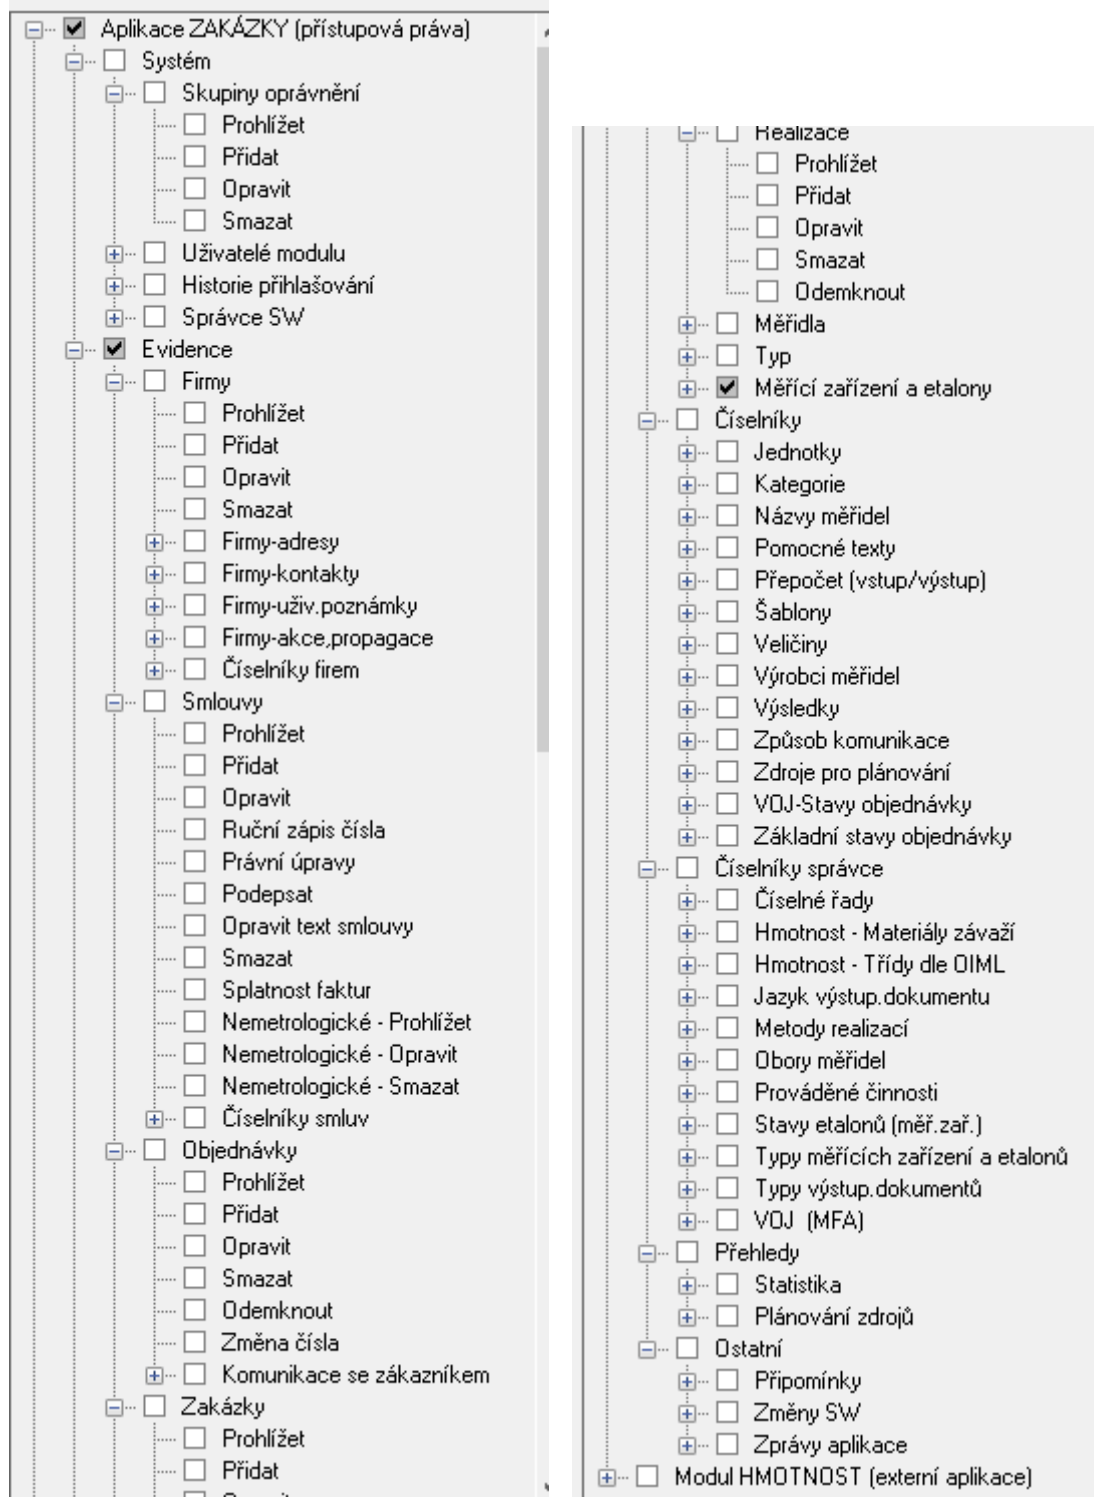 Aplikace ZAKÁZKY (přístupová práva)
Systém
Skupiny oprávnění
Prohlížet
Přidat
Opravit
Smazat
Uživatelé modulu
Historie přihlašování
Správce SW
Evidence
Firmy
Prohlížet
Přidat
Opravit
Smazat
Firmy-adresy
Firmy-kontakty
Firmy-uživ.poznámky
Firmy-akce,propagace
Číselníky firem
Smlouvy
Prohlížet
Přidat
Opravit
Ruční zápis čísla
Právní úpravy
Podepsat
Opravit text smlouvy
Smazat
Splatnost faktur
Nemetrologické - Prohlížet
Nemetrologické - Opravit
Nemetrologické - Smazat
Číselníky smluv
Objednávky
Prohlížet
Přidat
Opravit
Smazat
Odemknout
Změna čísla
Komunikace se zákazníkem
Zakázky
Prohlížet
Přidat
Realizace
Prohlížet
Přidat
Opravit
Smazat
Odemknout
Měřidla
Typ
Měřící zařízení a etalony
Číselníky
Jednotky
Kategorie
Názvy měřidel
Pomocné texty
Přepočet (vstup/výstup)
Šablony
Veličiny
Výrobci měřidel
Výsledky
Způsob komunikace
Zdroje pro plánování
VOJ-Stavy objednávky
Základní stavy objednávky
Číselníky správce
Číselné řady
Hmotnost - Materiály závaží
Hmotnost - Třídy dle OIML
Jazyk výstup.dokumentu
Metody realizací
Obory měřidel
Prováděné činnosti
Stavy etalonů (měř.zař.)
Typy měřících zařízení a etalonů
Typy výstup.dokumentů
VOJ (MFA)
Přehledy
Statistika
Plánování zdrojů
Ostatní
Připomínky
Změny SW
Zprávy aplikace
Modul HMOTNOST (externí aplikace)